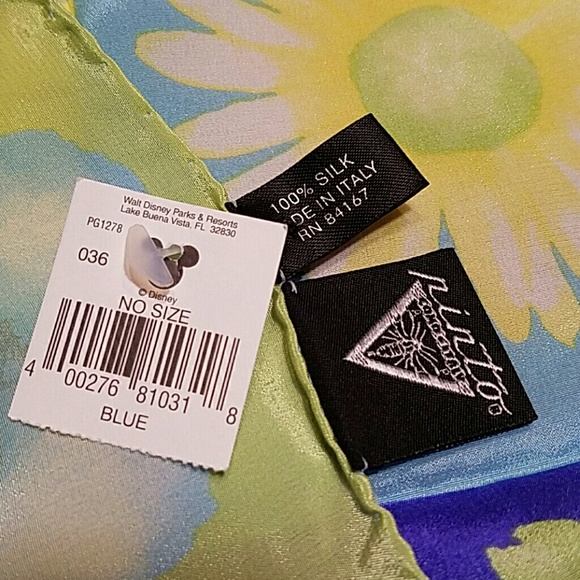 Walt Disney Parks & Resorts
Lake Buena Vista, FL 32830
PG1278
036
© Disney
NO SIZE
4 00276 81031 8
BLUE
100% SILK
DE IN ITALY
RN 84167
pinto